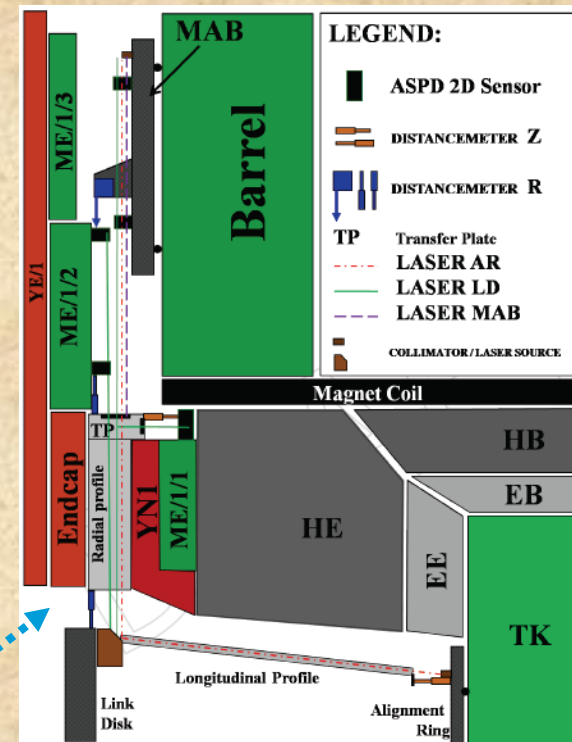 MAB
LEGEND:
ASPD 2D Sensor
DISTANCEMETER Z
DISTANCEMETER R
TP Transfer Plate
LASER AR
LASER LD
LASER MAB
COLLIMATOR / LASER SOURCE
ME/1/3
Barrel
YE/1
ME/1/2
Magnet Coil
TP
HB
Endcap
Radial profile
YN1
ME/1/1
HE
EB
EE
TK
Longitudinal Profile
Link
Disk
Alignment
Ring